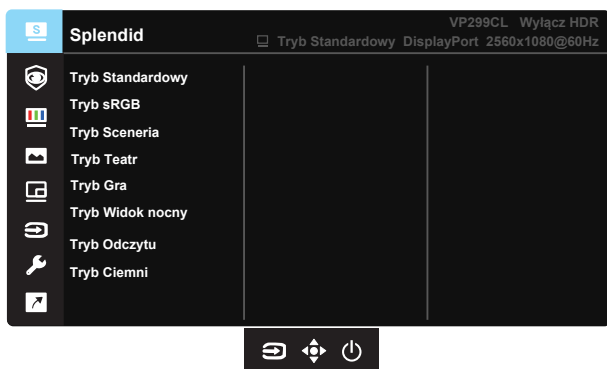 S
Splendid
VP299CL Wyłącz HDR
Tryb Standardowy DisplayPort 2560x1080@60Hz
Tryb Standardowy
Tryb sRGB
Tryb Sceneria
Tryb Teatr
Tryb Gra
Tryb Widok nocny
Tryb Odczytu
Tryb Ciemni